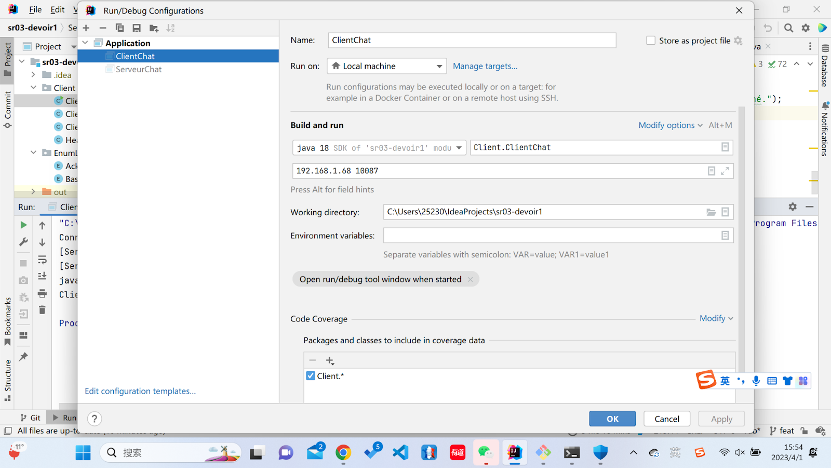 File Edit V
Run/Debug Configurations
sr03-devoir1
Project
Application
ClientChat
ServeurChat
Name: ClientChat
Store as project file
Run on: Local machine Manage targets...
Run configurations may be executed locally or on a target: for
example in a Docker Container or on a remote host using SSH.
Build and run
Modify options Alt+M
java 18 SDK of 'sr03-devoir1' modu
Client.ClientChat
192.168.1.68 10087
Press Alt for field hints
Working directory: C:\Users\25230\IdeaProjects\sr03-devoir1
Environment variables:
Separate variables with semicolon: VAR=value; VAR1=value1
Open run/debug tool window when started
Code Coverage
Modify
Packages and classes to include in coverage data
Client.*
Edit configuration templates...
OK
Cancel
Apply
Project
Commit
Bookmarks
Structure
Database
Notifications
sr03-dev
.idea
Client
Cli
Cli
Cli
Hea
Enuml
Ack
Bas
out
3 72
é.");
Run: Clien
"C:\
Conn
[Ser
[Ser
java
Clie
Proc
rogram Files
Git
Run
All files are up-to-
feat
英
搜索
2
5
15:54
2023/4/1